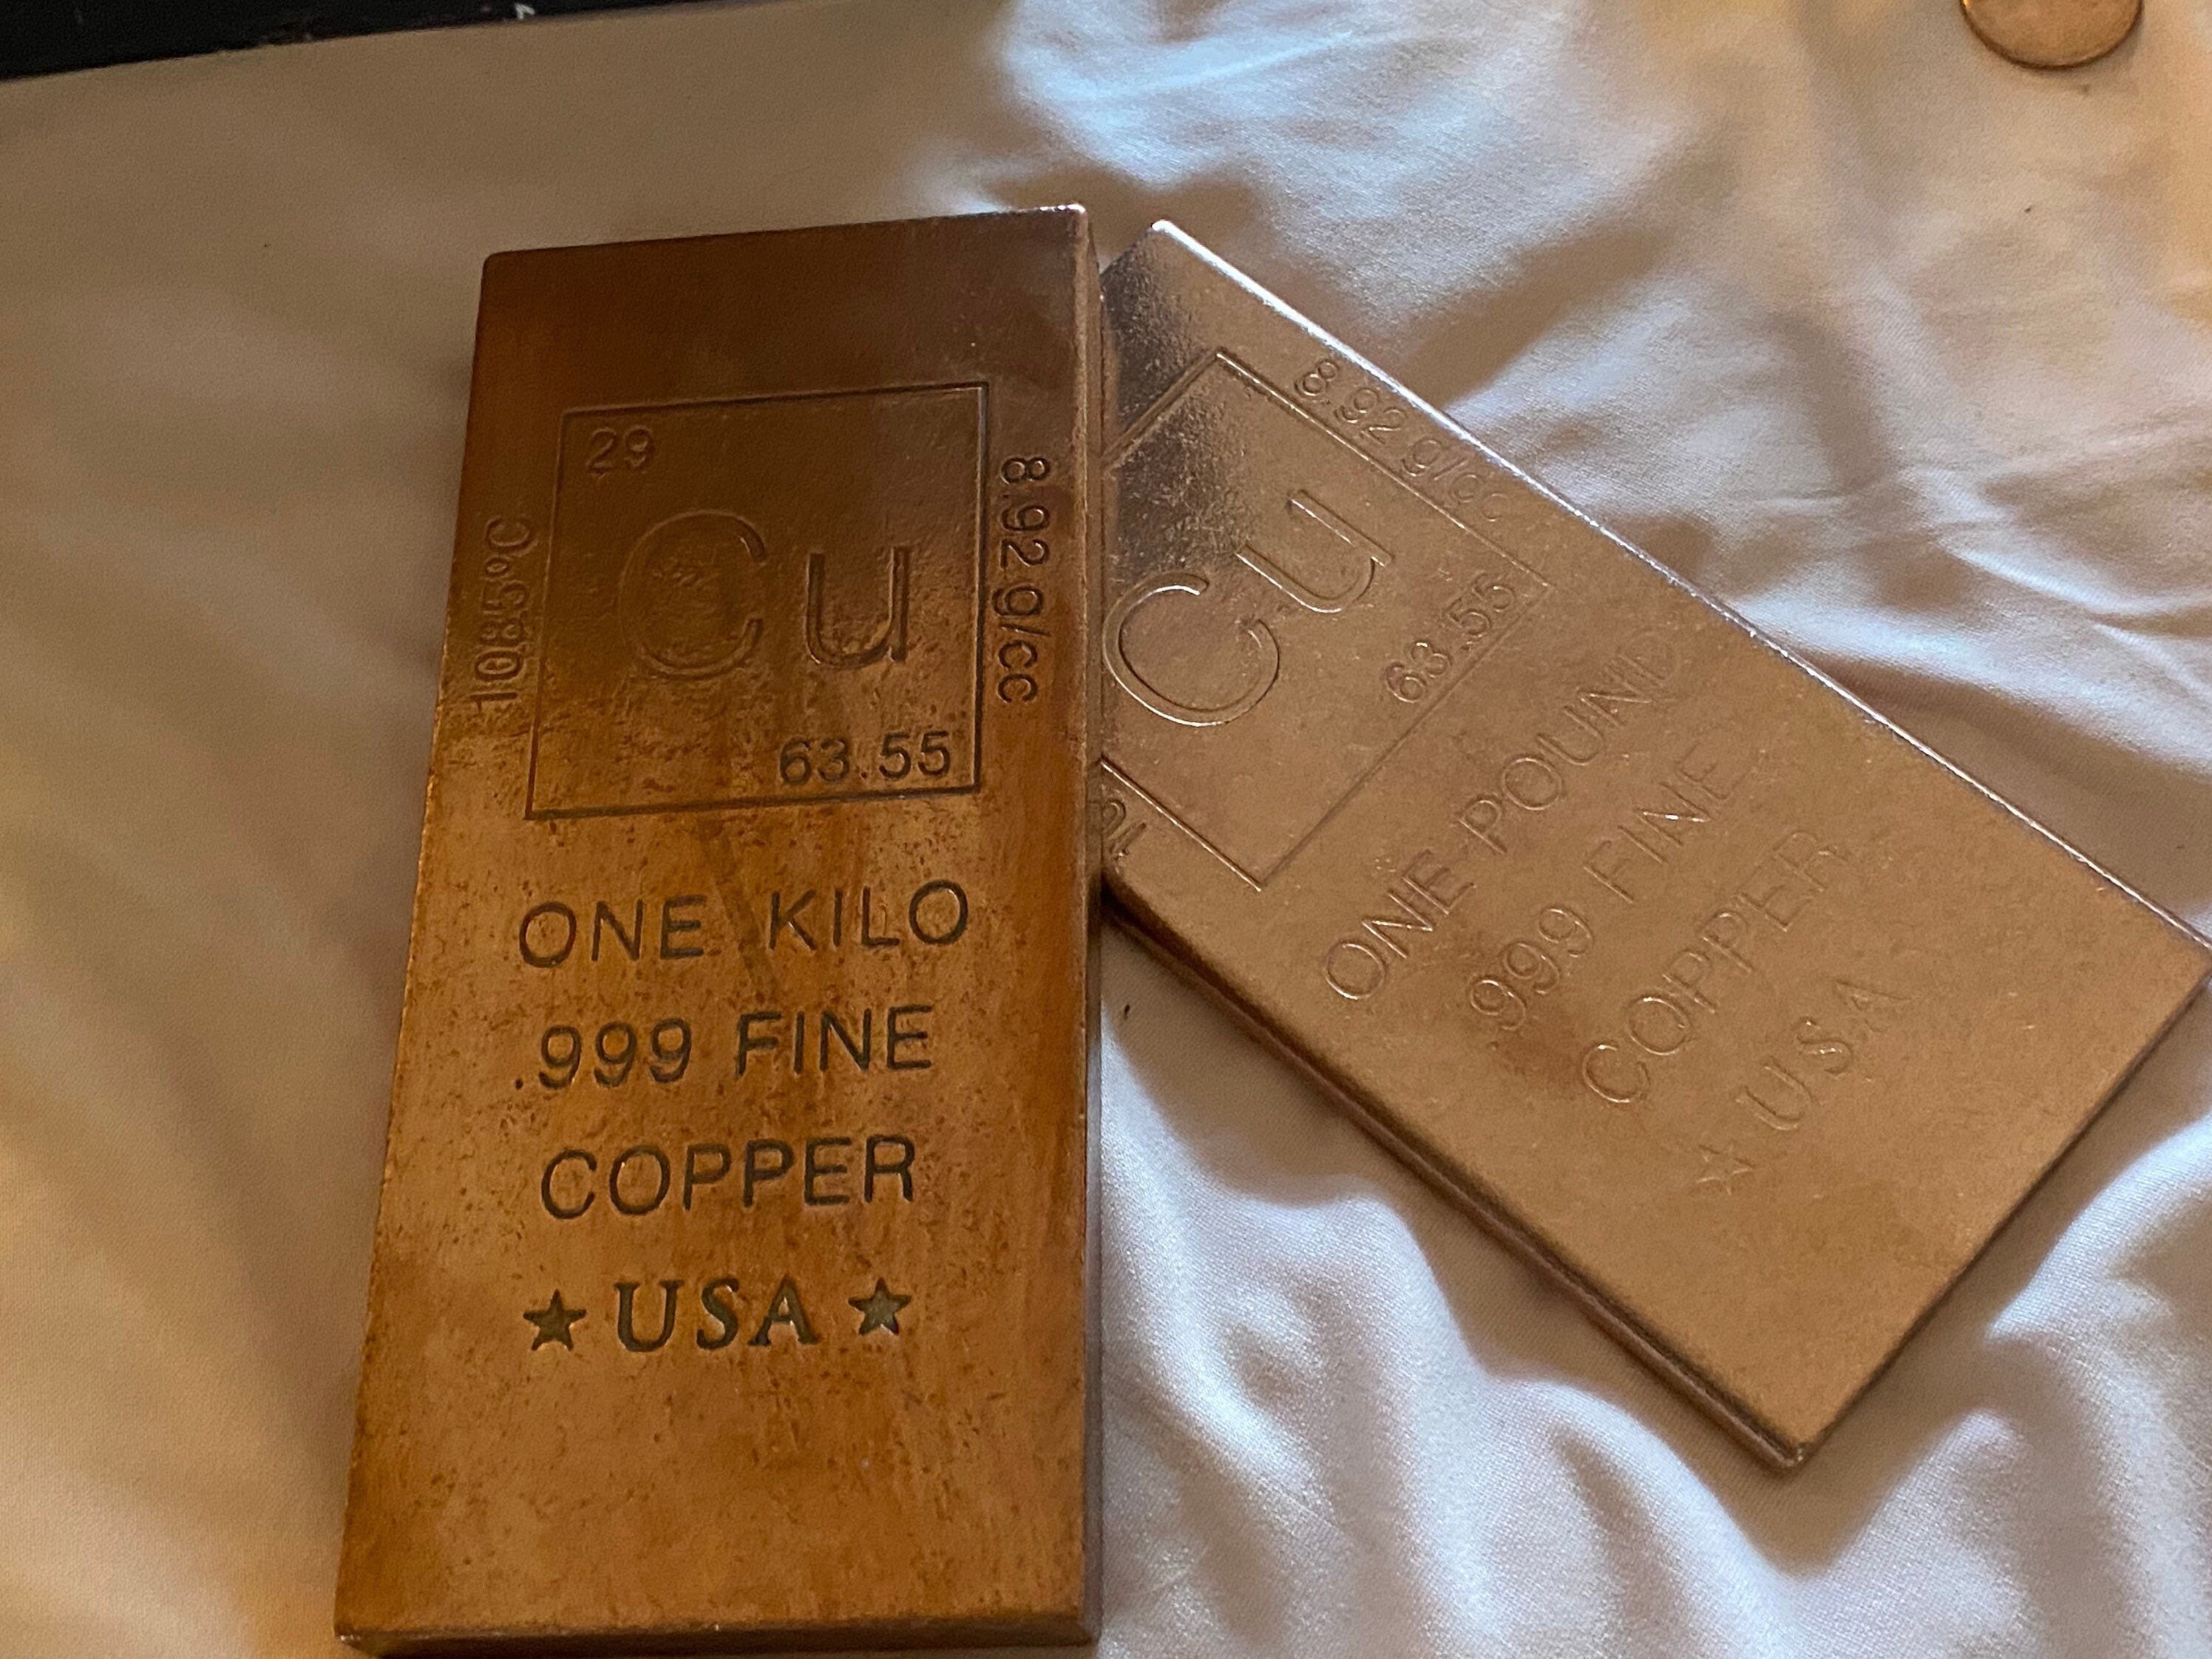 29
Cu
63.55
1085°C
8.92 g/cc
ONE KILO
.999 FINE
COPPER
★ USA ★
8.92 g/cc
Cu
63.55
ONE POUND
.999 FINE
COPPER
★ USA